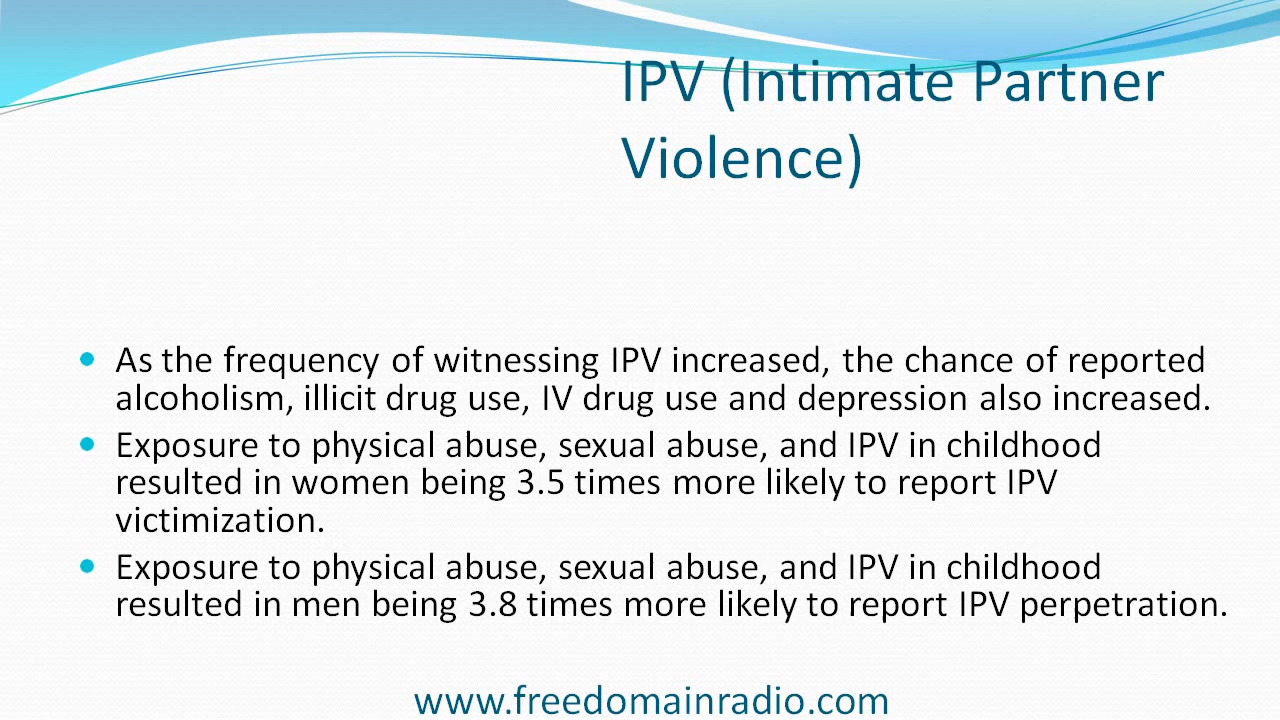 IPV (Intimate Partner
Violence)
• As the frequency of witnessing IPV increased, the chance of reported
alcoholism, illicit drug use, IV drug use and depression also increased.
• Exposure to physical abuse, sexual abuse, and IPV in childhood
resulted in women being 3.5 times more likely to report IPV
victimization.
• Exposure to physical abuse, sexual abuse, and IPV in childhood
resulted in men being 3.8 times more likely to report IPV perpetration.
www.freedomainradio.com